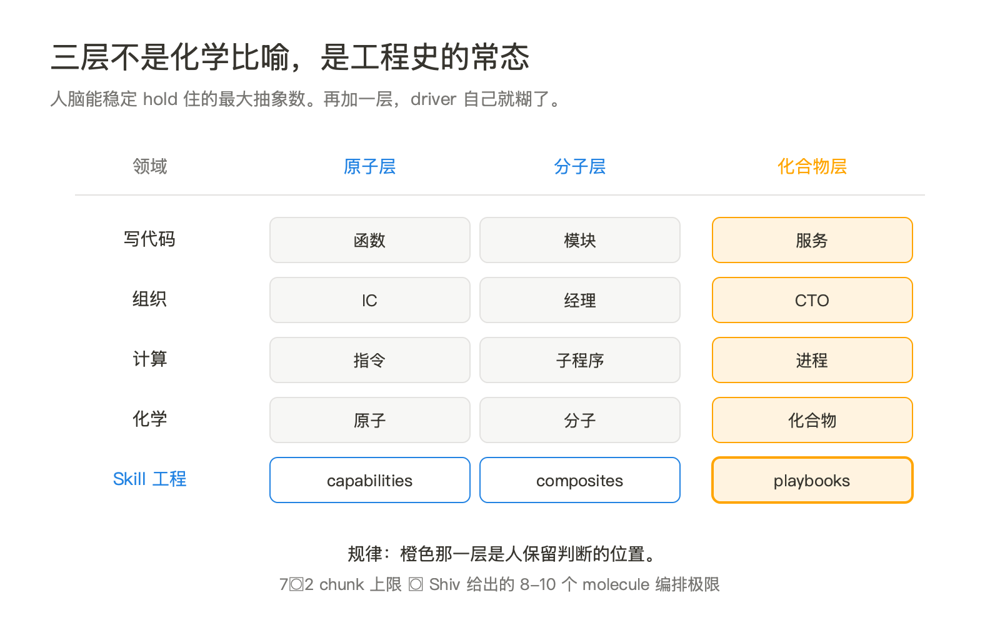 三层不是化学比喻，是工程史的常态
人脑能稳定 hold 住的最大抽象数。再加一层，driver 自己就糊了。
领域 原子层 分子层 化合物层
写代码 函数 模块 服务
组织 IC 经理 CTO
计算 指令 子程序 进程
化学 原子 分子 化合物
Skill 工程 capabilities composites playbooks
规律：橙色那一层是人保留判断的位置。
7□2 chunk 上限 □ Shiv 给出的 8–10 个 molecule 编排极限